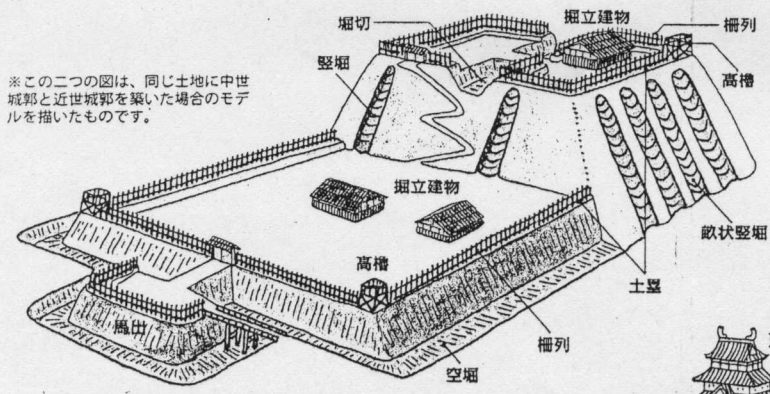 堀切
掘立建物
柵列
高櫓
竪堀
※この二つの図は、同じ土地に中世
城郭と近世城郭を築いた場合のモデ
ルを描いたものです。
掘立建物
畝状竪堀
土塁
高櫓
馬出
柵列
空堀